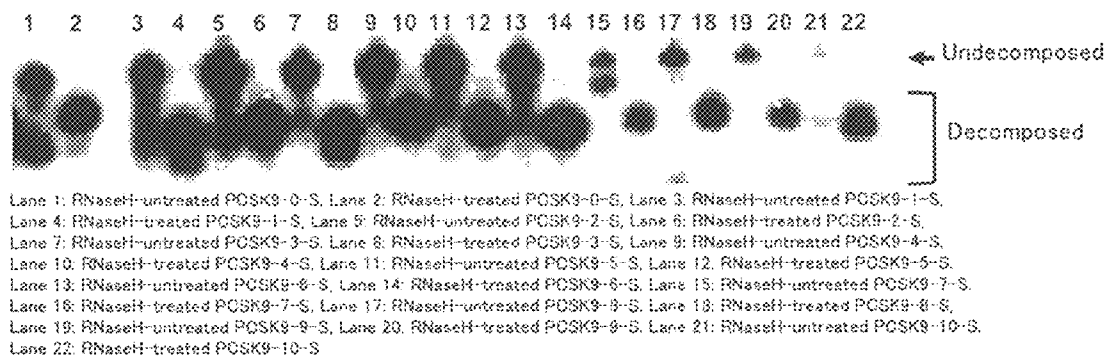 1 2 3 4 5 6 7 8 9 10 11 12 13 14 15 16 17 18 19 20 21 22
Undecomposed
Decomposed
Lane 1: RNaseH-untreated PCSK9-0-S, Lane 2: RNaseH-treated PCSK9-0-S, Lane 3: RNaseH-untreated PCSK9-1-S,
Lane 4: RNaseH-treated PCSK9-1-S, Lane 5: RNaseH-untreated PCSK9-2-S, Lane 6: RNaseH-treated PCSK9-2-S,
Lane 7: RNaseH-untreated PCSK9-3-S, Lane 8: RNaseH-treated PCSK9-3-S, Lane 9: RNaseH-untreated PCSK9-4-S,
Lane 10: RNaseH-treated PCSK9-4-S, Lane 11: RNaseH-untreated PCSK9-5-S, Lane 12: RNaseH-treated PCSK9-5-S.
Lane 13: RNaseH-untreated PCSK9-6-S, Lane 14: RNaseH-treated PCSK9-6-S, Lane 15: RNaseH-untreated PCSK9-7-S.
Lane 16: RNaseH-treated PCSK9-7-S, Lane 17: RNaseH-untreated PCSK9-8-S, Lane 18: RNaseH-treated PCSK9-8-S,
Lane 19: RNaseH-untreated PCSK9-9-S, Lane 20: RNaseH-treated PCSK9-9-S. Lane 21: RNaseH-untreated PCSK9-10-S.
Lane 22: RNaseH-treated PCSK9-10-S